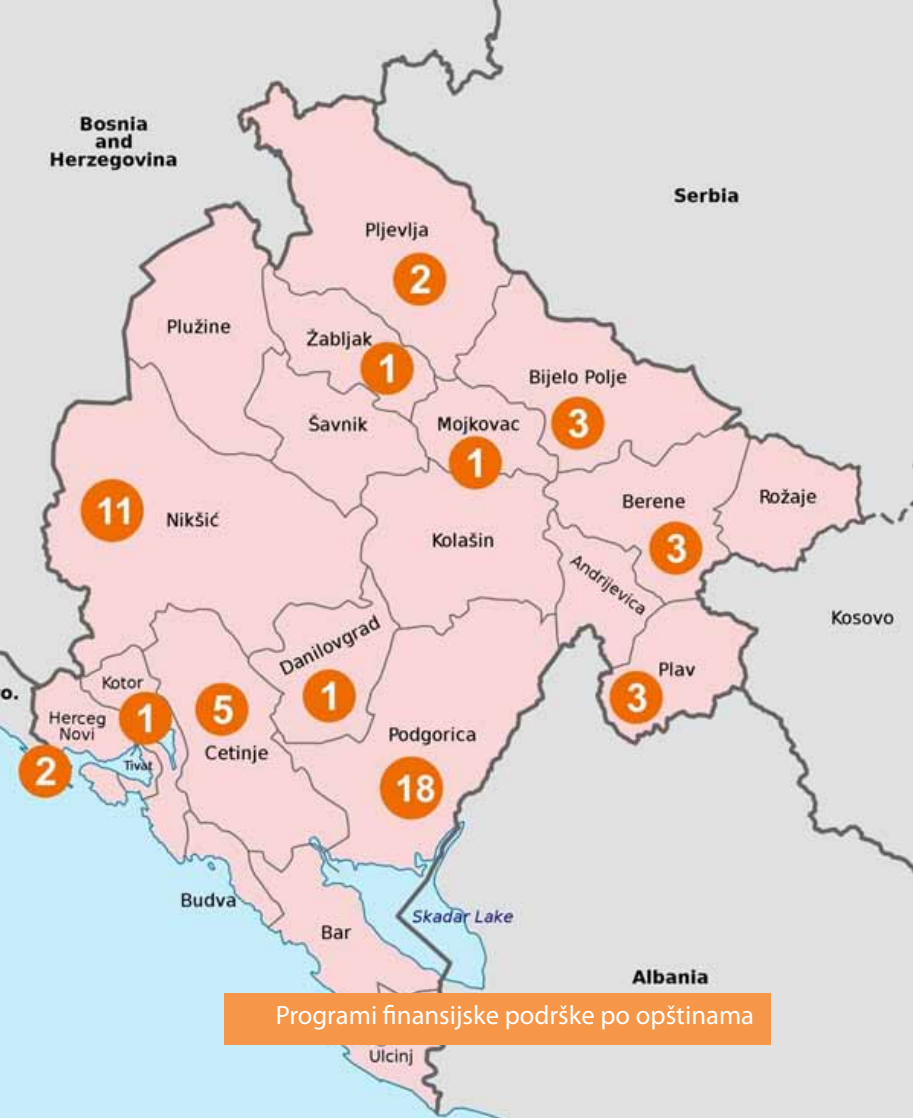 Bosnia
and
Herzegovina
Serbia
Pljevlja
2
Plužine
Žabljak
1
Bijelo Polje
3
Šavnik
Mojkovac
1
11
Nikšić
Berene
3
Rožaje
Kolašin
Andrijevica
Kosovo
Danilovgrad
1
Plav
3
Kotor
1
5
Cetinje
o.
Herceg
Novi
2
Tivat
Podgorica
18
Budva
Skadar Lake
Bar
Albania
Programi finansijske podrške po opštinama
Ulcinj